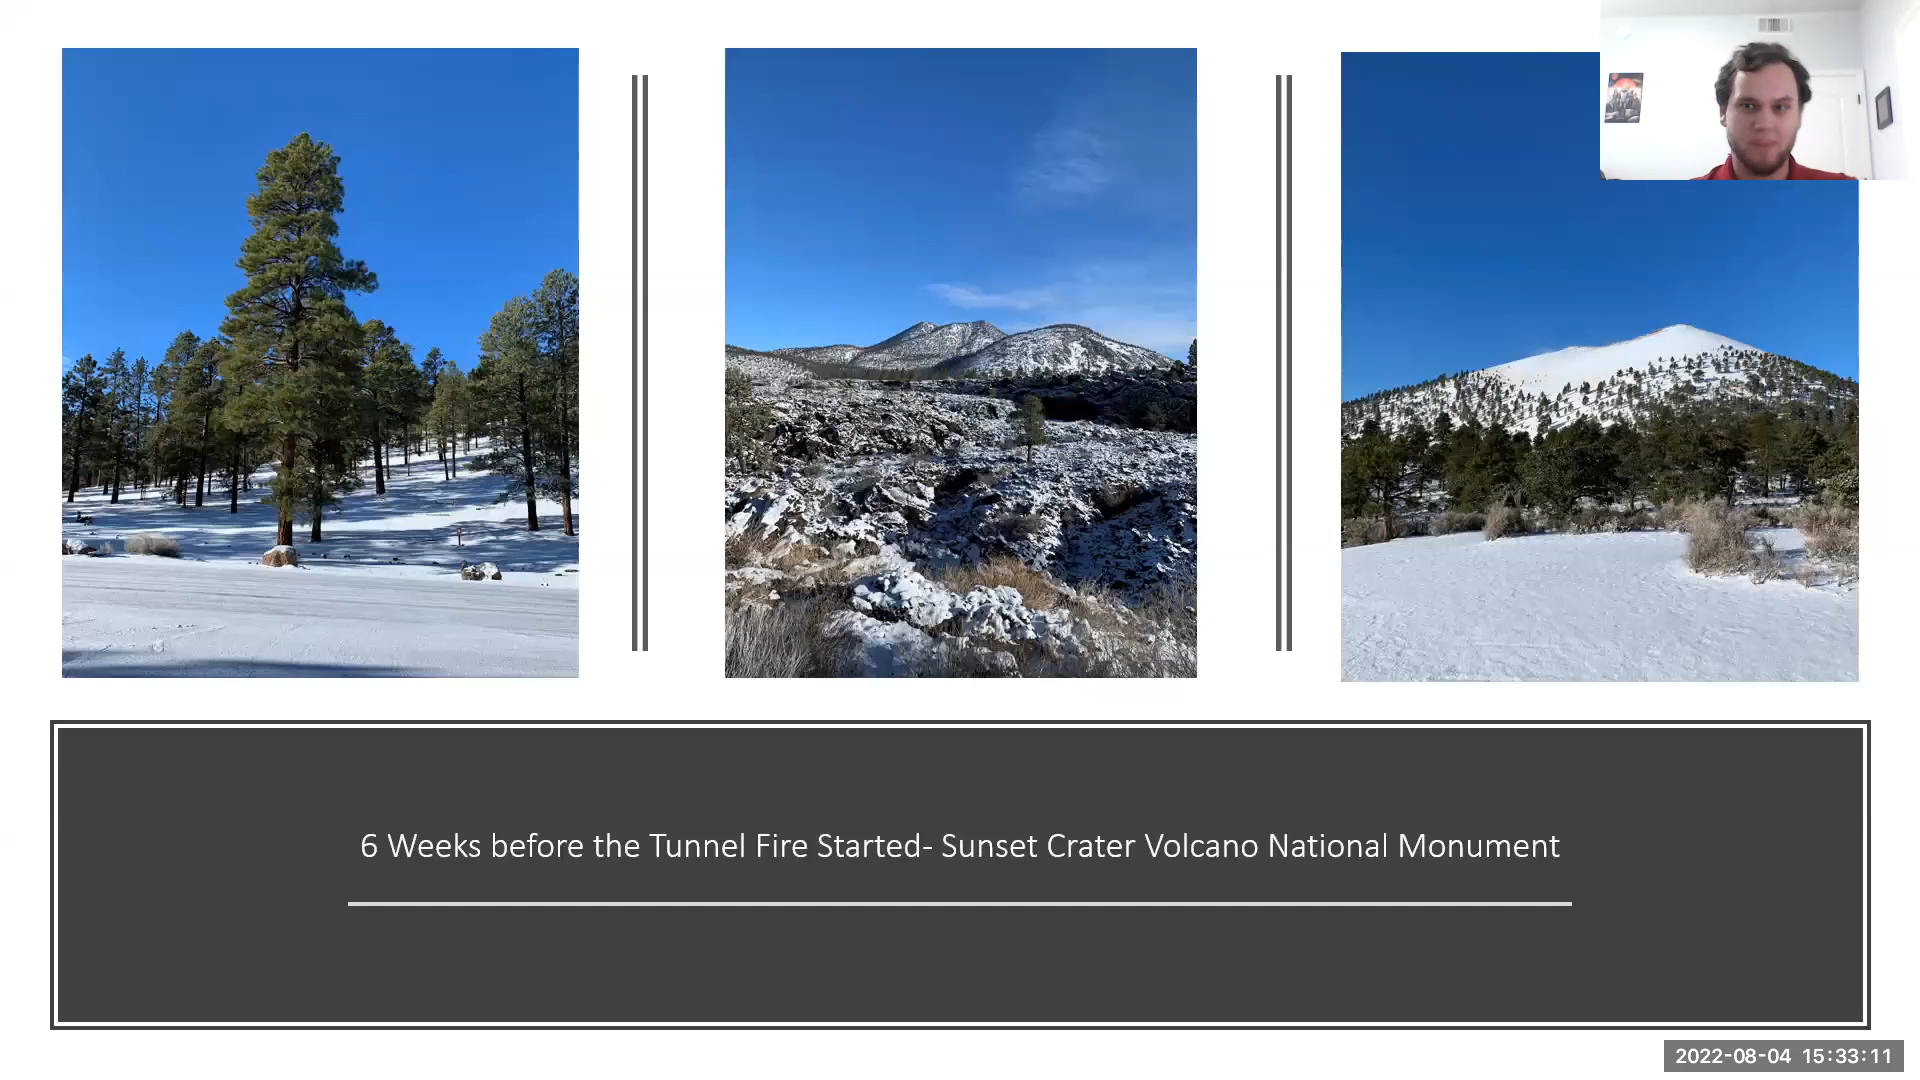 6 Weeks before the Tunnel Fire Started- Sunset Crater Volcano National Monument
2022-08-04 15:33:11